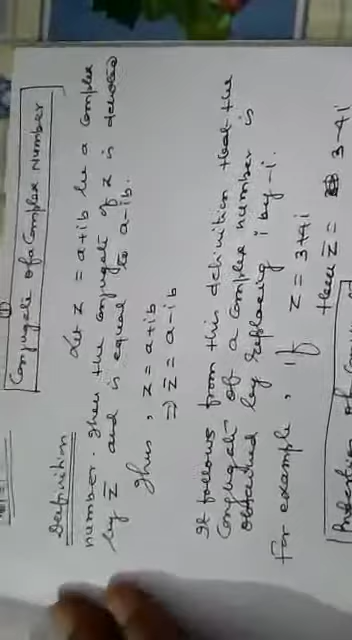 Conjugate of a Complex Number
Definition
Let z = a+ib be a complex
number. Then the conjugate of z is denoted
by z̅ and is equal to a-ib.
Thus, z = a+ib
⇒ z̅ = a-ib
It follows from this definition that the
Conjugate of a complex number is
obtained by replacing i by -i.
For example, if z = 3+4i
then z̅ = 3-4i